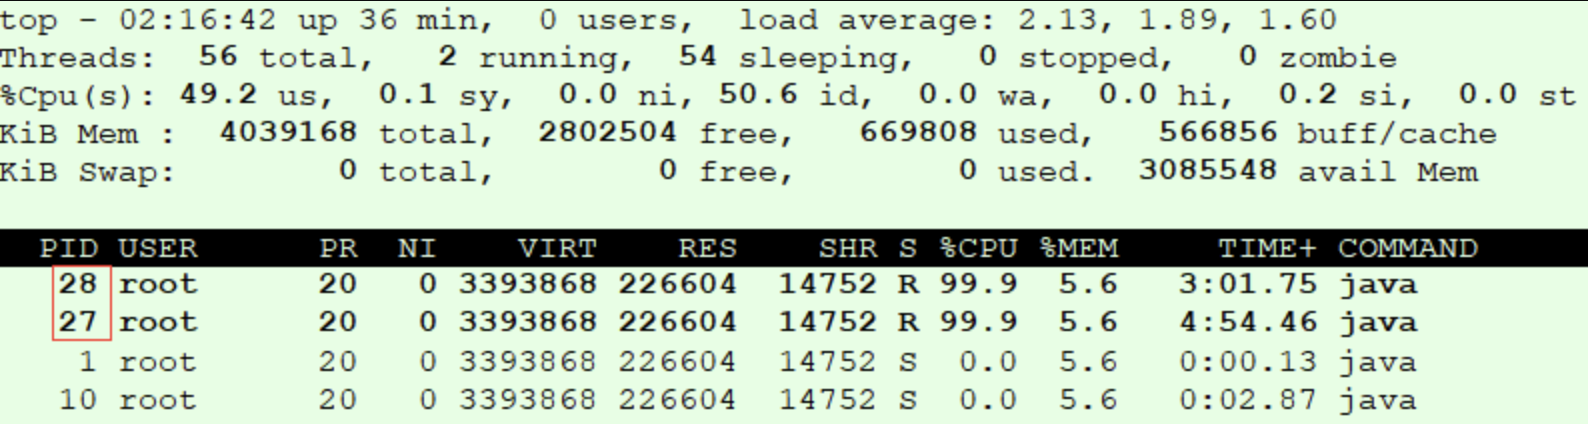 top - 02:16:42 up 36 min,  0 users,  load average: 2.13, 1.89, 1.60
Threads:  56 total,   2 running,  54 sleeping,   0 stopped,   0 zombie
%Cpu(s): 49.2 us,  0.1 sy,  0.0 ni, 50.6 id,  0.0 wa,  0.0 hi,  0.2 si,  0.0 st
KiB Mem :  4039168 total,  2802504 free,   669808 used,   566856 buff/cache
KiB Swap:        0 total,        0 free,        0 used.  3085548 avail Mem
PID USER      PR  NI    VIRT    RES    SHR S %CPU %MEM     TIME+ COMMAND
28 root      20   0 3393868 226604  14752 R 99.9  5.6   3:01.75 java
27 root      20   0 3393868 226604  14752 R 99.9  5.6   4:54.46 java
1 root      20   0 3393868 226604  14752 S  0.0  5.6   0:00.13 java
10 root      20   0 3393868 226604  14752 S  0.0  5.6   0:02.87 java